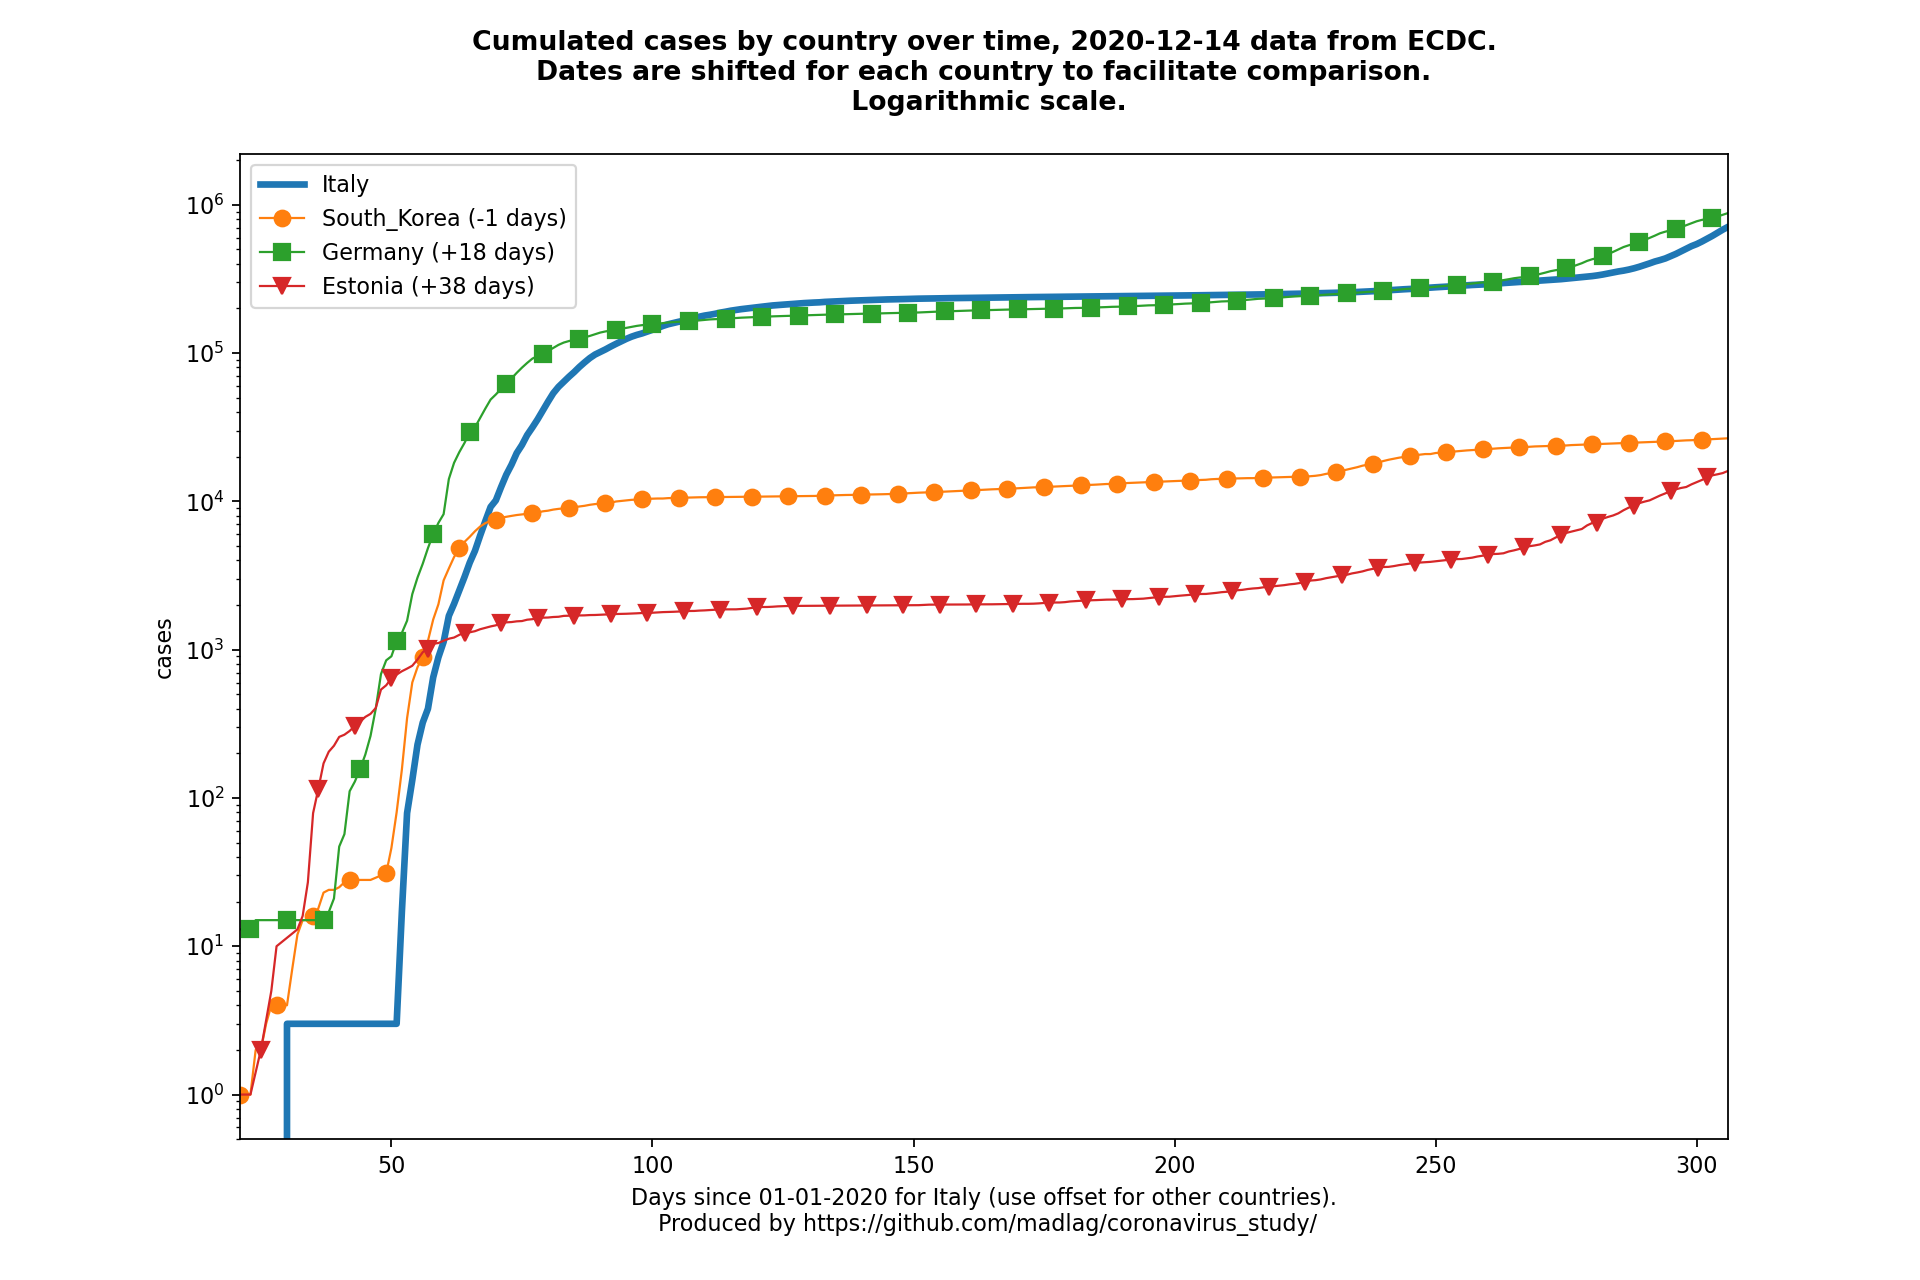 Cumulated cases by country over time, 2020-12-14 data from ECDC.
Dates are shifted for each country to facilitate comparison.
Logarithmic scale.
Italy
South_Korea (-1 days)
Germany (+18 days)
Estonia (+38 days)
10^6
10^5
10^4
10^3
10^2
10^1
10^0
cases
50
100
150
200
250
300
Days since 01-01-2020 for Italy (use offset for other countries).
Produced by https://github.com/madlag/coronavirus_study/